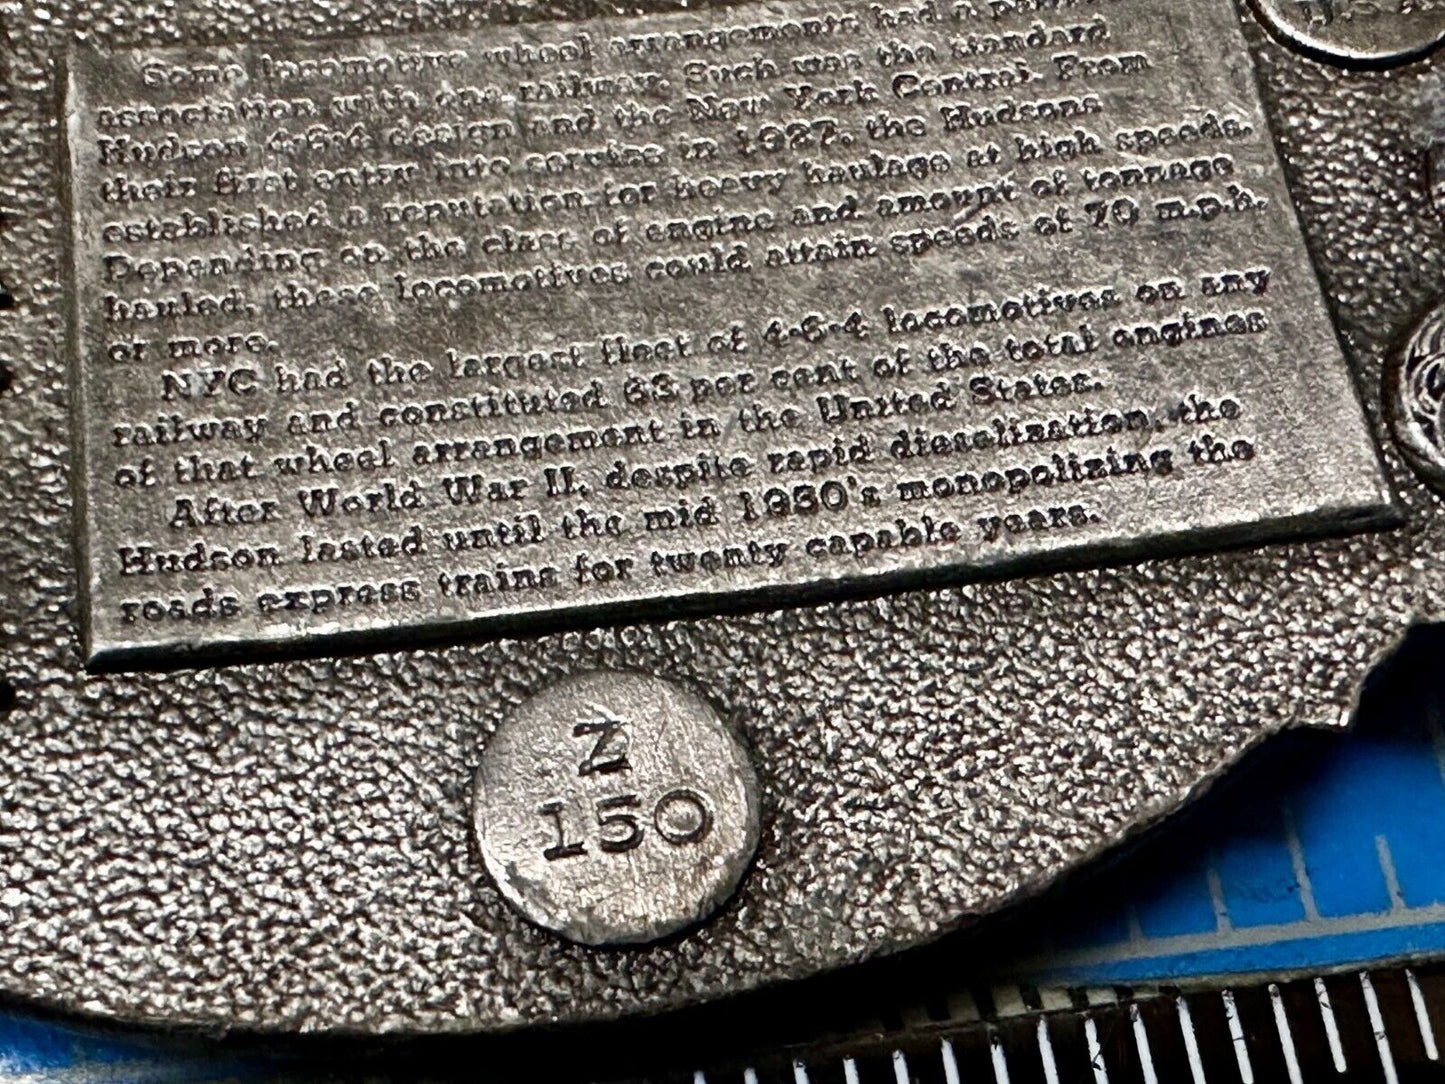 Some locomotive wheel arrangements had a
association with one railway. Such was the standard
Hudson 4-6-4 design and the New York Central. From
their first entry into service in 1927, the Hudsons
established a reputation for heavy haulage at high speeds.
Depending on the class of engine and amount of tonnage
hauled, these locomotives could attain speeds of 70 m.p.h.
or more.
NYC had the largest fleet of 4-6-4 locomotives on any
railway and constituted 63 per cent of the total engines
of that wheel arrangement in the United States.
After World War II, despite rapid dieselization, the
Hudson lasted until the mid 1950's monopolizing the
roads express trains for twenty capable years.
Z
150